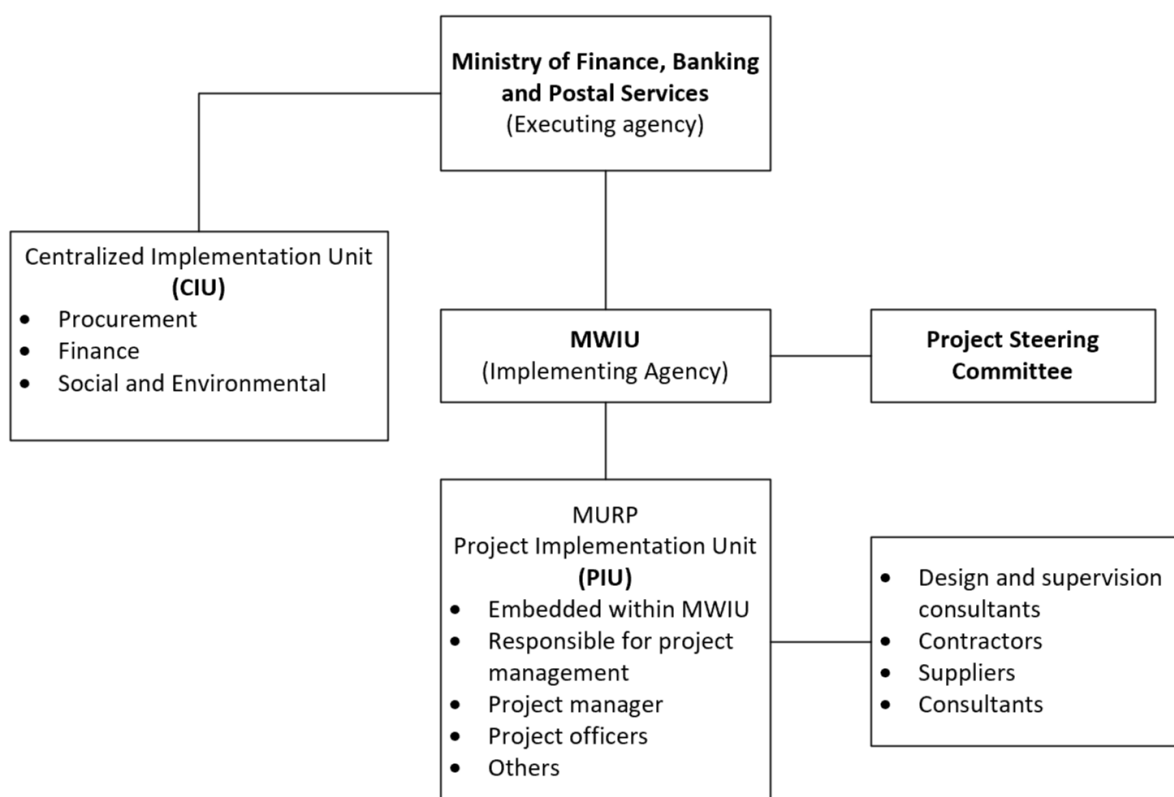 Ministry of Finance, Banking
and Postal Services
(Executing agency)
Centralized Implementation Unit
(CIU)
• Procurement
• Finance
• Social and Environmental
MWIU
(Implementing Agency)
Project Steering
Committee
MURP
Project Implementation Unit
(PIU)
• Embedded within MWIU
• Responsible for project
management
• Project manager
• Project officers
• Others
• Design and supervision
consultants
• Contractors
• Suppliers
• Consultants